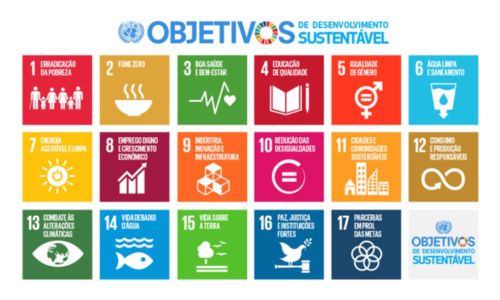 OBJETIVOS
DE DESENVOLVIMENTO
SUSTENTÁVEL
1 ERRADICAÇÃO
DA POBREZA
2 FOME ZERO
3 BOA SAÚDE
E BEM-ESTAR
4 EDUCAÇÃO
DE QUALIDADE
5 IGUALDADE
DE GÊNERO
6 ÁGUA LIMPA
E SANEAMENTO
7 ENERGIA
ACESSÍVEL E LIMPA
8 EMPREGO DIGNO
E CRESCIMENTO
ECONÔMICO
9 INDÚSTRIA,
INOVAÇÃO E
INFRAESTRUTURA
10 REDUÇÃO DAS
DESIGUALDADES
11 CIDADES E
COMUNIDADES
SUSTENTÁVEIS
12 CONSUMO
E PRODUÇÃO
RESPONSÁVEIS
13 COMBATE ÀS
ALTERAÇÕES
CLIMÁTICAS
14 VIDA DEBAIXO
D'ÁGUA
15 VIDA SOBRE
A TERRA
16 PAZ, JUSTIÇA
E INSTITUIÇÕES
FORTES
17 PARCERIAS
EM PROL
DAS METAS
OBJETIVOS
DE DESENVOLVIMENTO
SUSTENTÁVEL